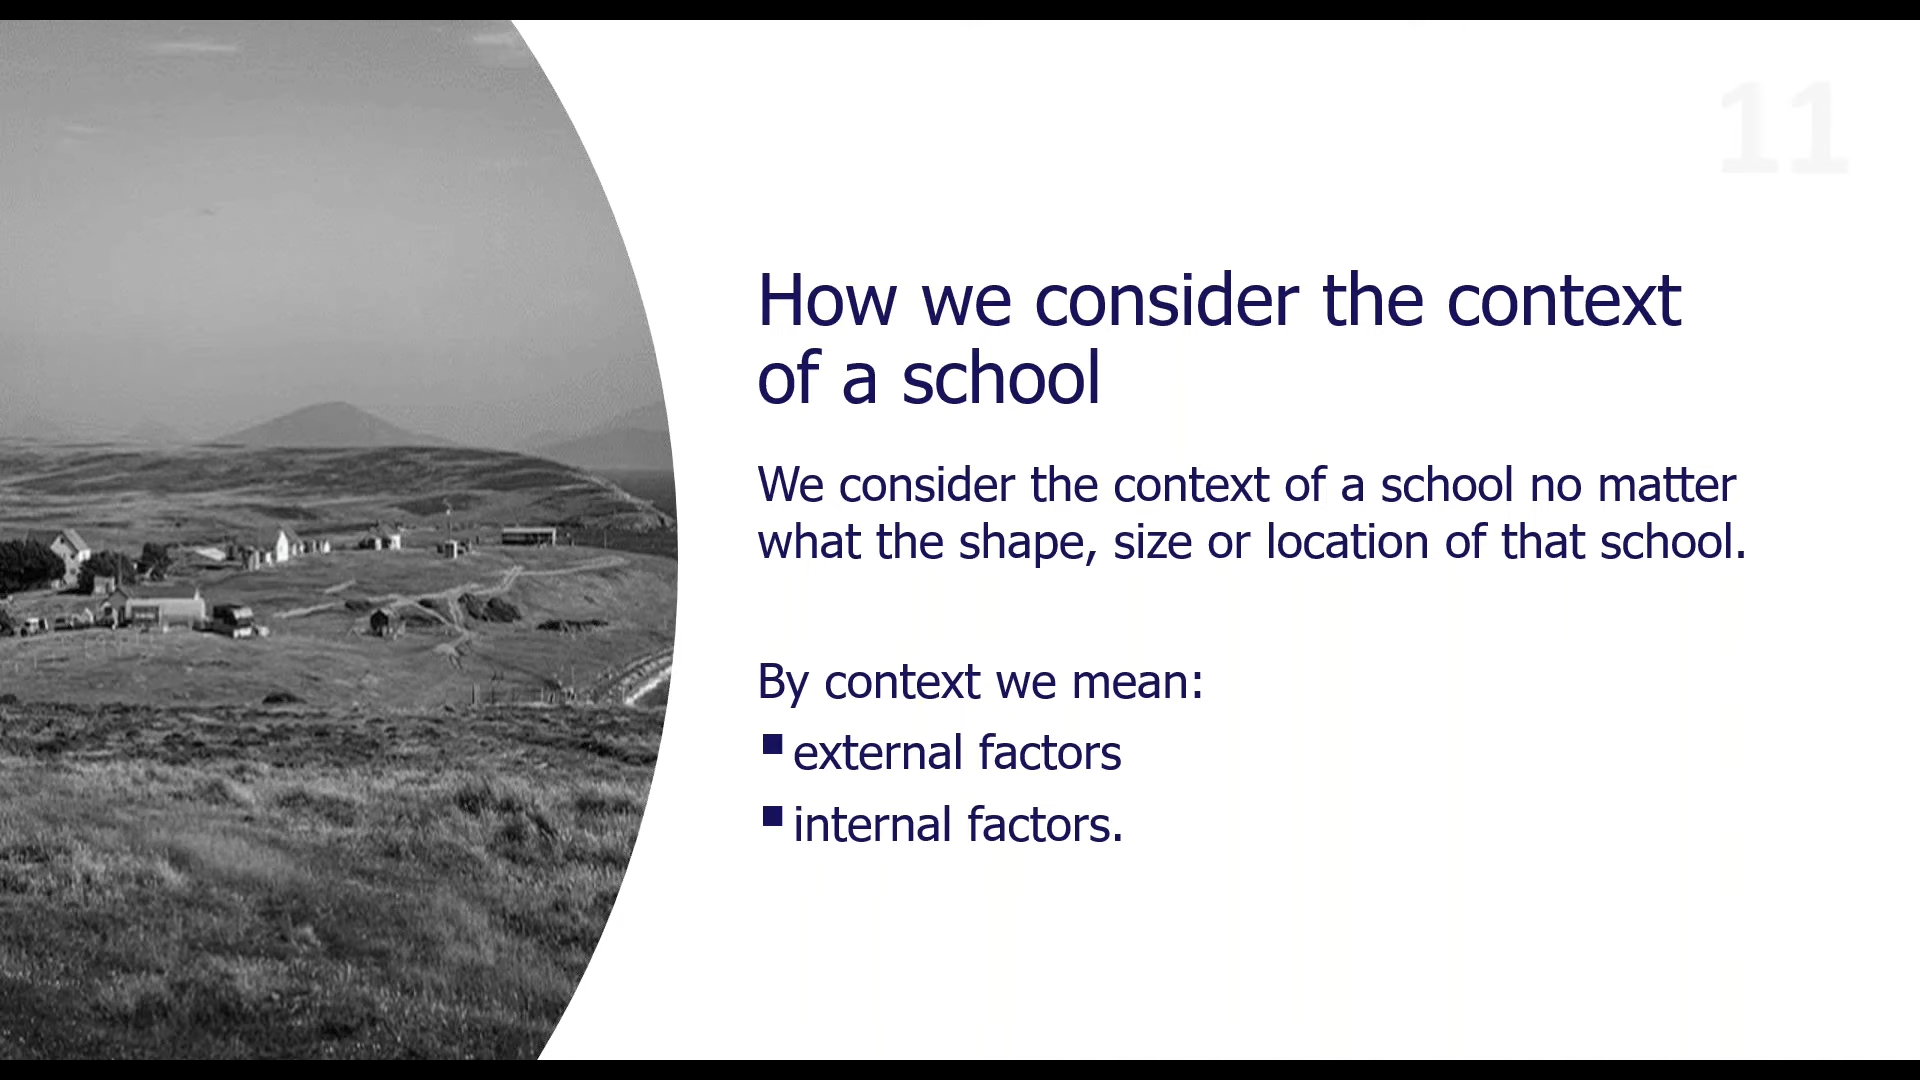 11
How we consider the context
of a school
We consider the context of a school no matter
what the shape, size or location of that school.
By context we mean:
▪external factors
▪internal factors.